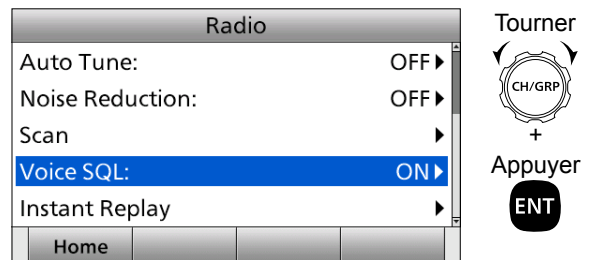 Radio
Auto Tune: OFF
Noise Reduction: OFF
Scan
Voice SQL: ON
Instant Replay
Home
Tourner
CH/GRP
+
Appuyer
ENT